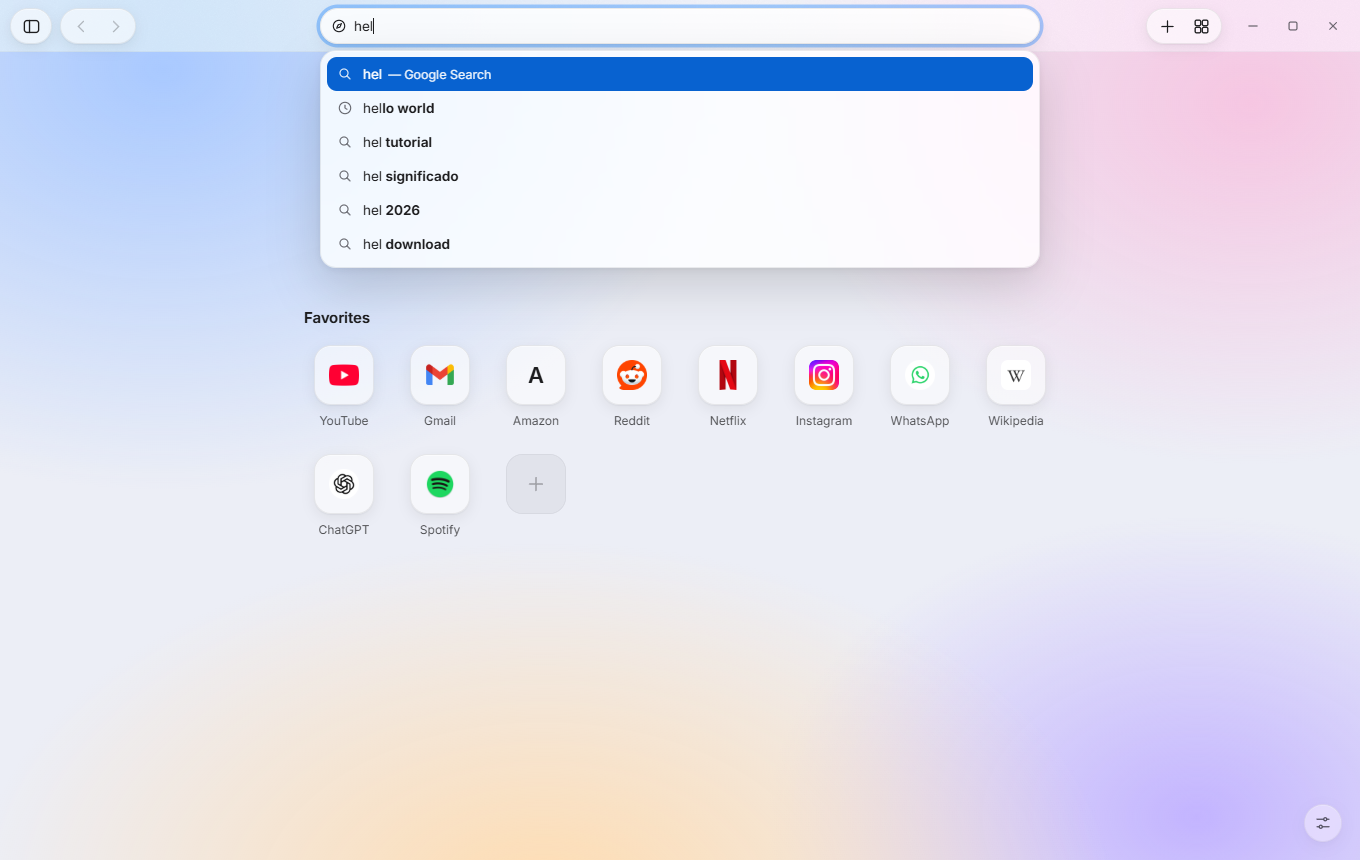 hel
hel — Google Search
hello world
hel tutorial
hel significado
hel 2026
hel download
Favorites
A
W
YouTube Gmail Amazon Reddit Netflix Instagram WhatsApp Wikipedia
ChatGPT Spotify